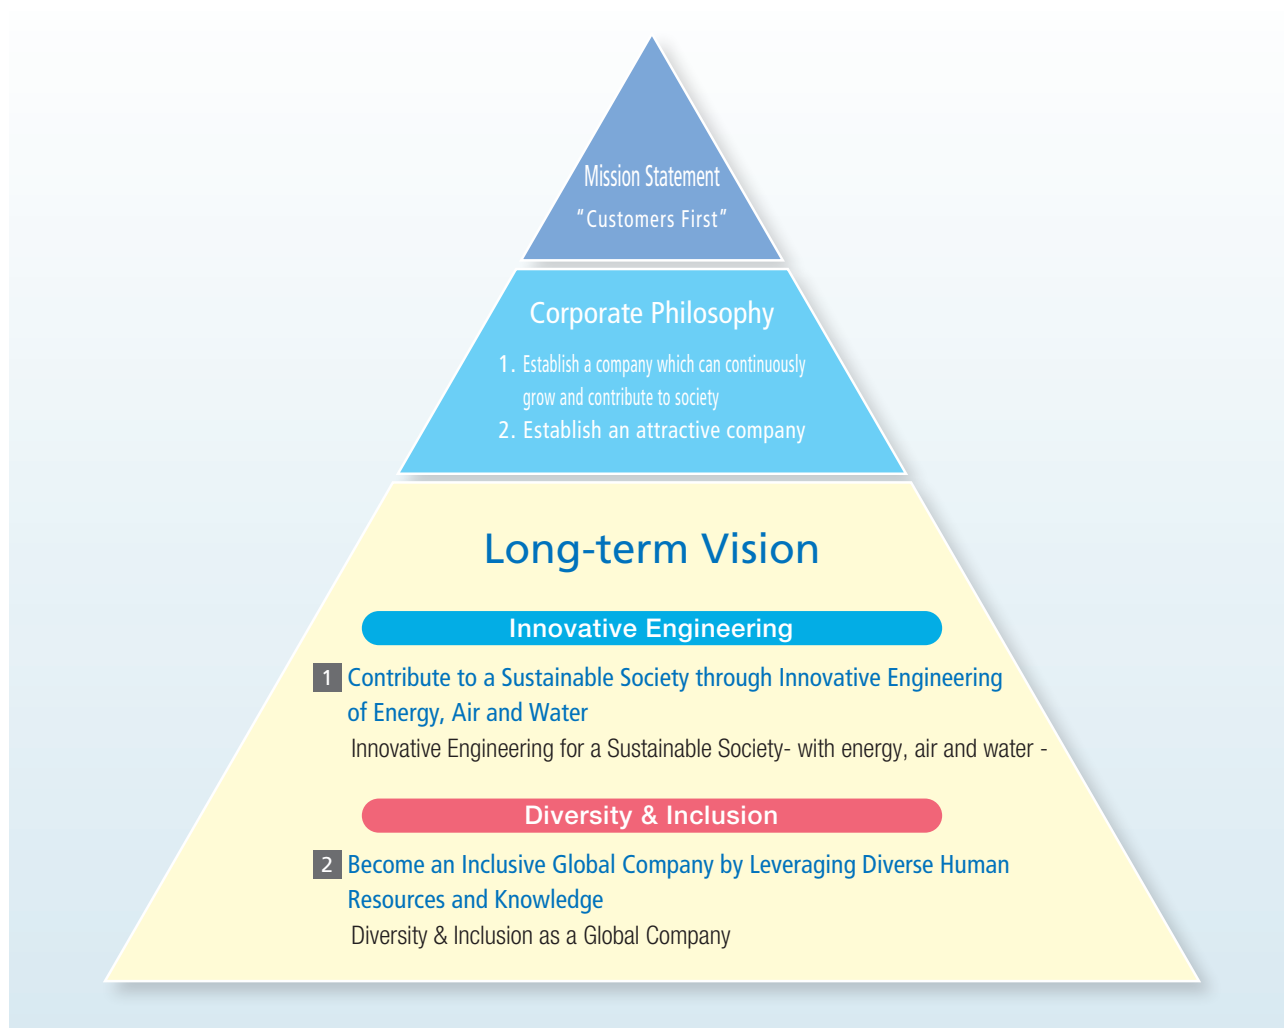 Mission Statement
“Customers First”
Corporate Philosophy
1. Establish a company which can continuously
grow and contribute to society
2. Establish an attractive company
Long-term Vision
Innovative Engineering
1 Contribute to a Sustainable Society through Innovative Engineering
of Energy, Air and Water
Innovative Engineering for a Sustainable Society- with energy, air and water -
Diversity & Inclusion
2 Become an Inclusive Global Company by Leveraging Diverse Human
Resources and Knowledge
Diversity & Inclusion as a Global Company